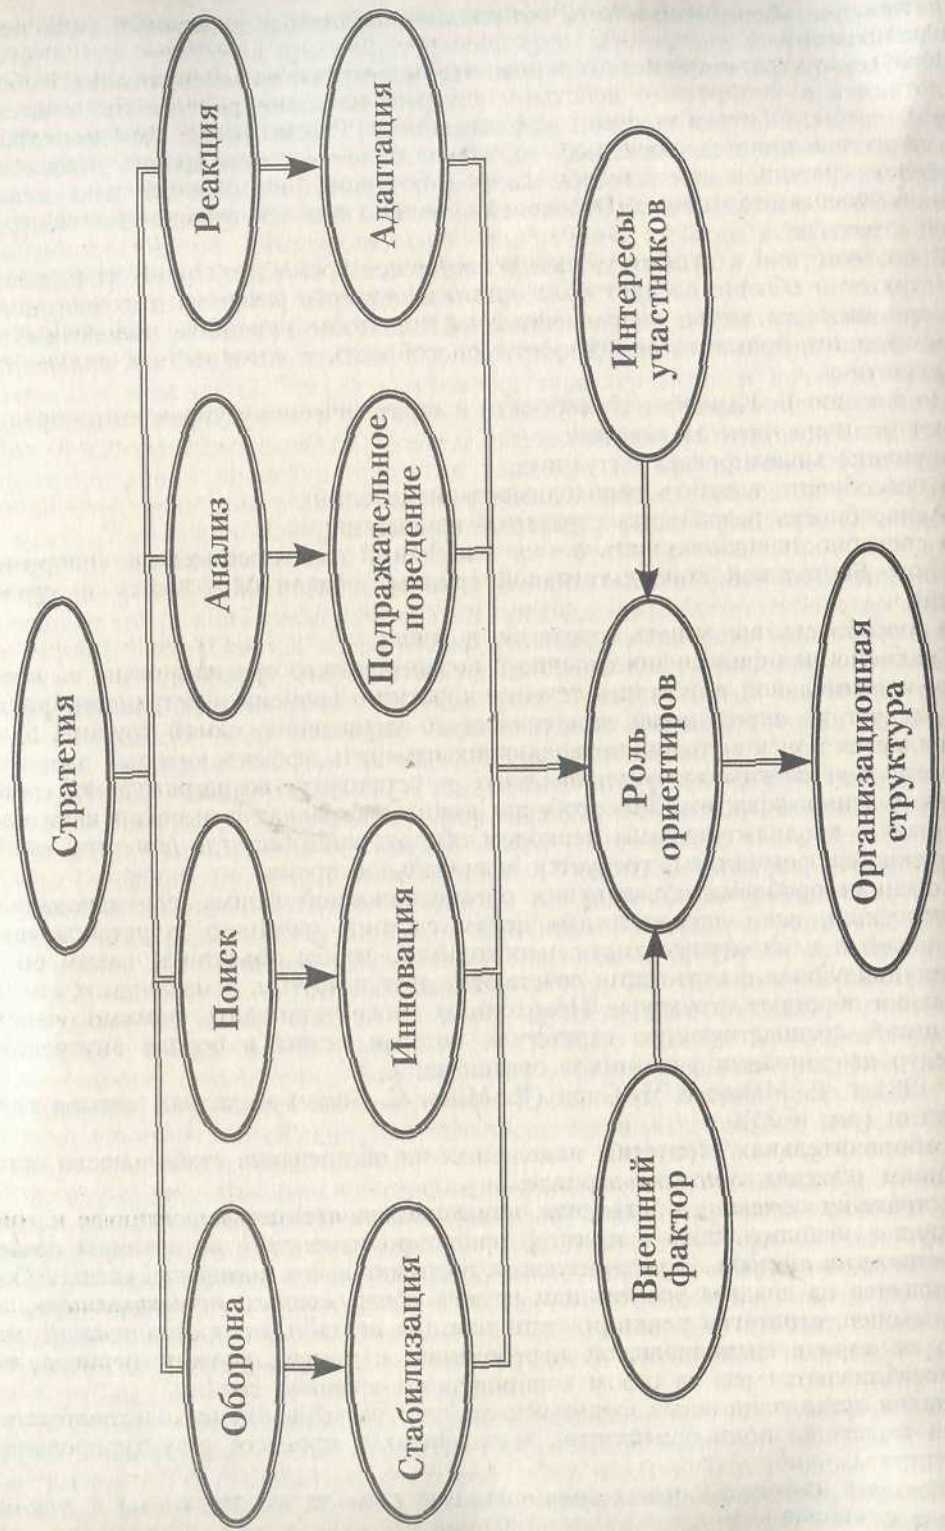 Стратегия
Оборона
Поиск
Анализ
Реакция
Стабилизация
Инновация
Подражательное
поведение
Адаптация
Внешний
фактор
Роль
ориентиров
Интересы
участников
Организационная
структура